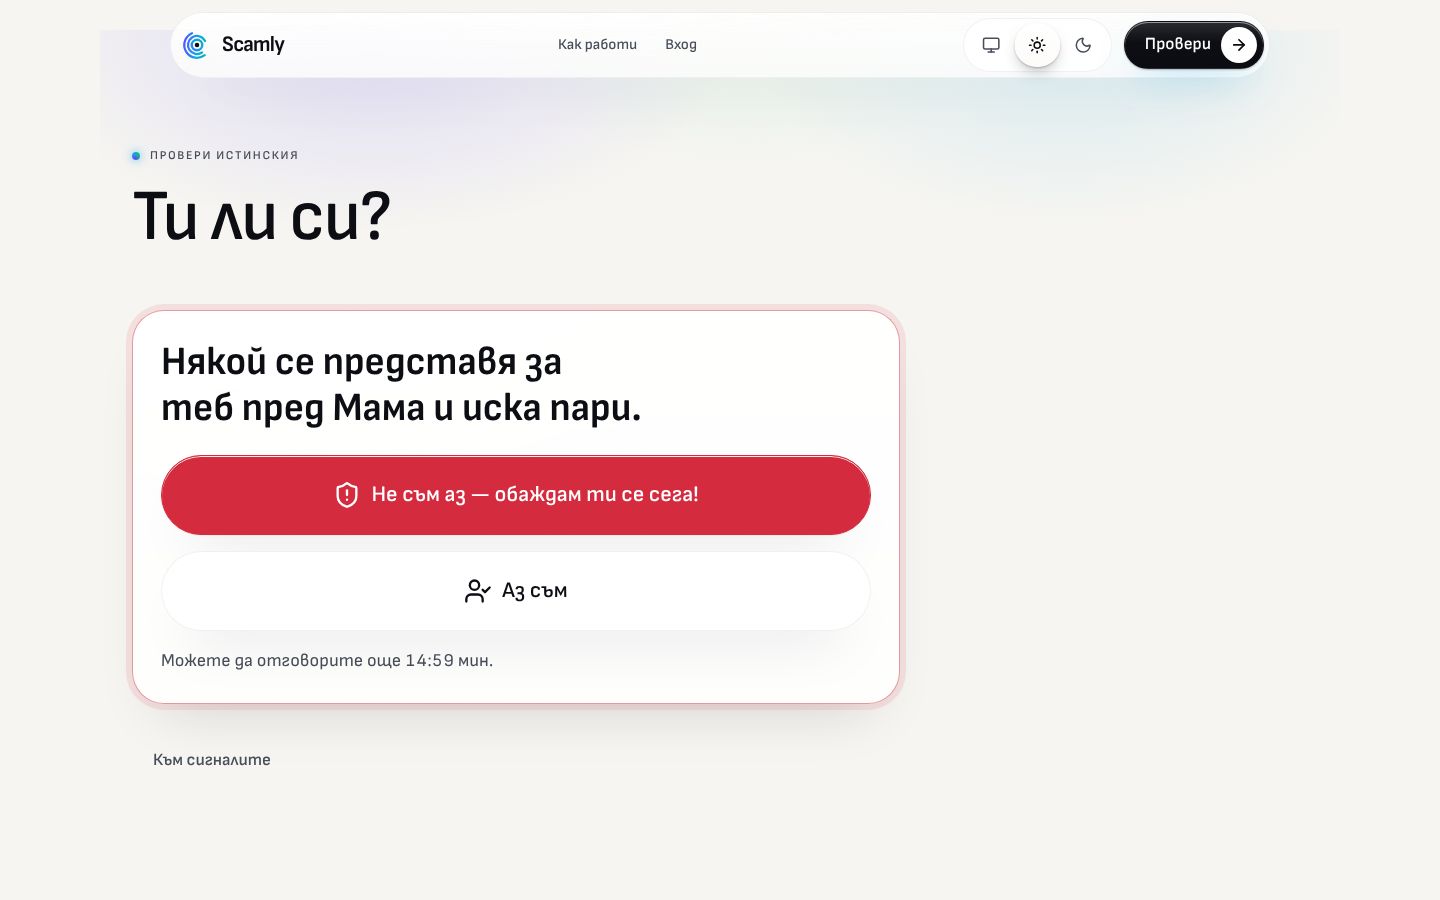 Scamly
Как работи
Вход
Провери
ПРОВЕРИ ИСТИНСКИЯ
Ти ли си?
Някой се представя за
теб пред Мама и иска пари.
Не съм аз — обаждам ти се сега!
Аз съм
Можете да отговорите още 14:59 мин.
Към сигналите